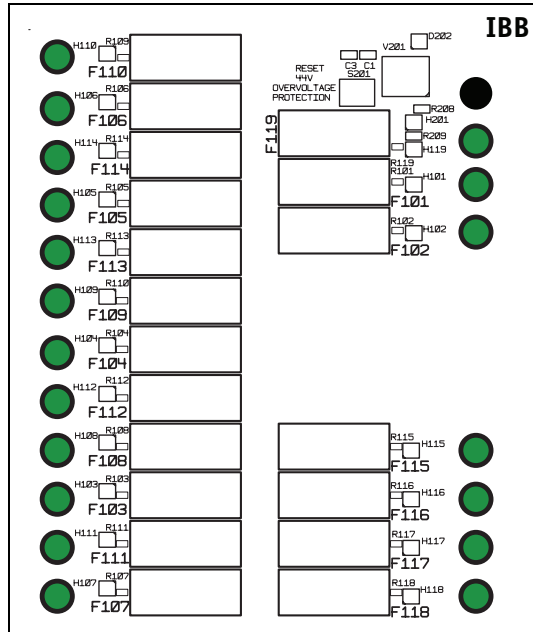 IBB
D202
V201
C3 C1
RESET
44V
OVERVOLTAGE
PROTECTION
S201
R208
H201
R209
F119
H119
R119
R101
H101
F101
R102
H102
F102
H110
R109
F110
H106
R106
F106
H114
R114
F114
H105
R105
F105
H113
R113
F113
H109
R110
F109
H104
R104
F104
H112
R112
F112
H108
R108
F108
H103
R103
F103
H111
R111
F111
H107
R107
F107
R115
H115
F115
R116
H116
F116
R117
H117
F117
R118
H118
F118